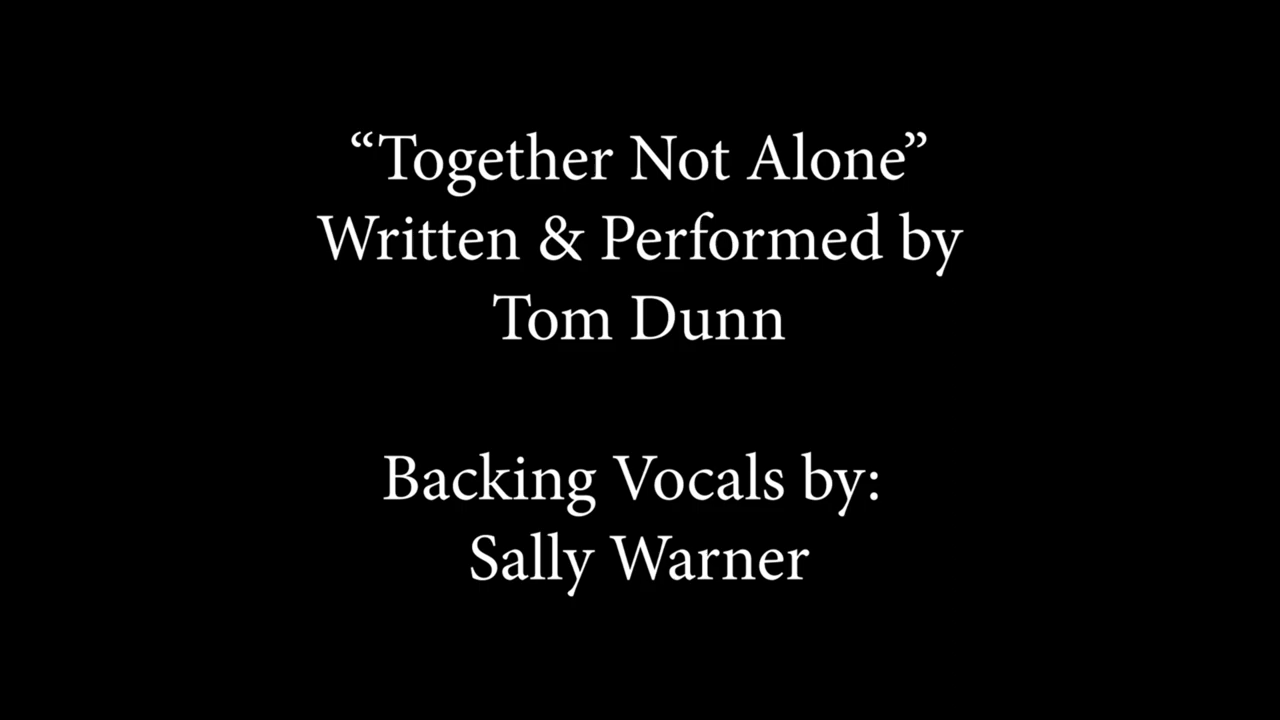 “Together Not Alone”
Written & Performed by
Tom Dunn
Backing Vocals by:
Sally Warner